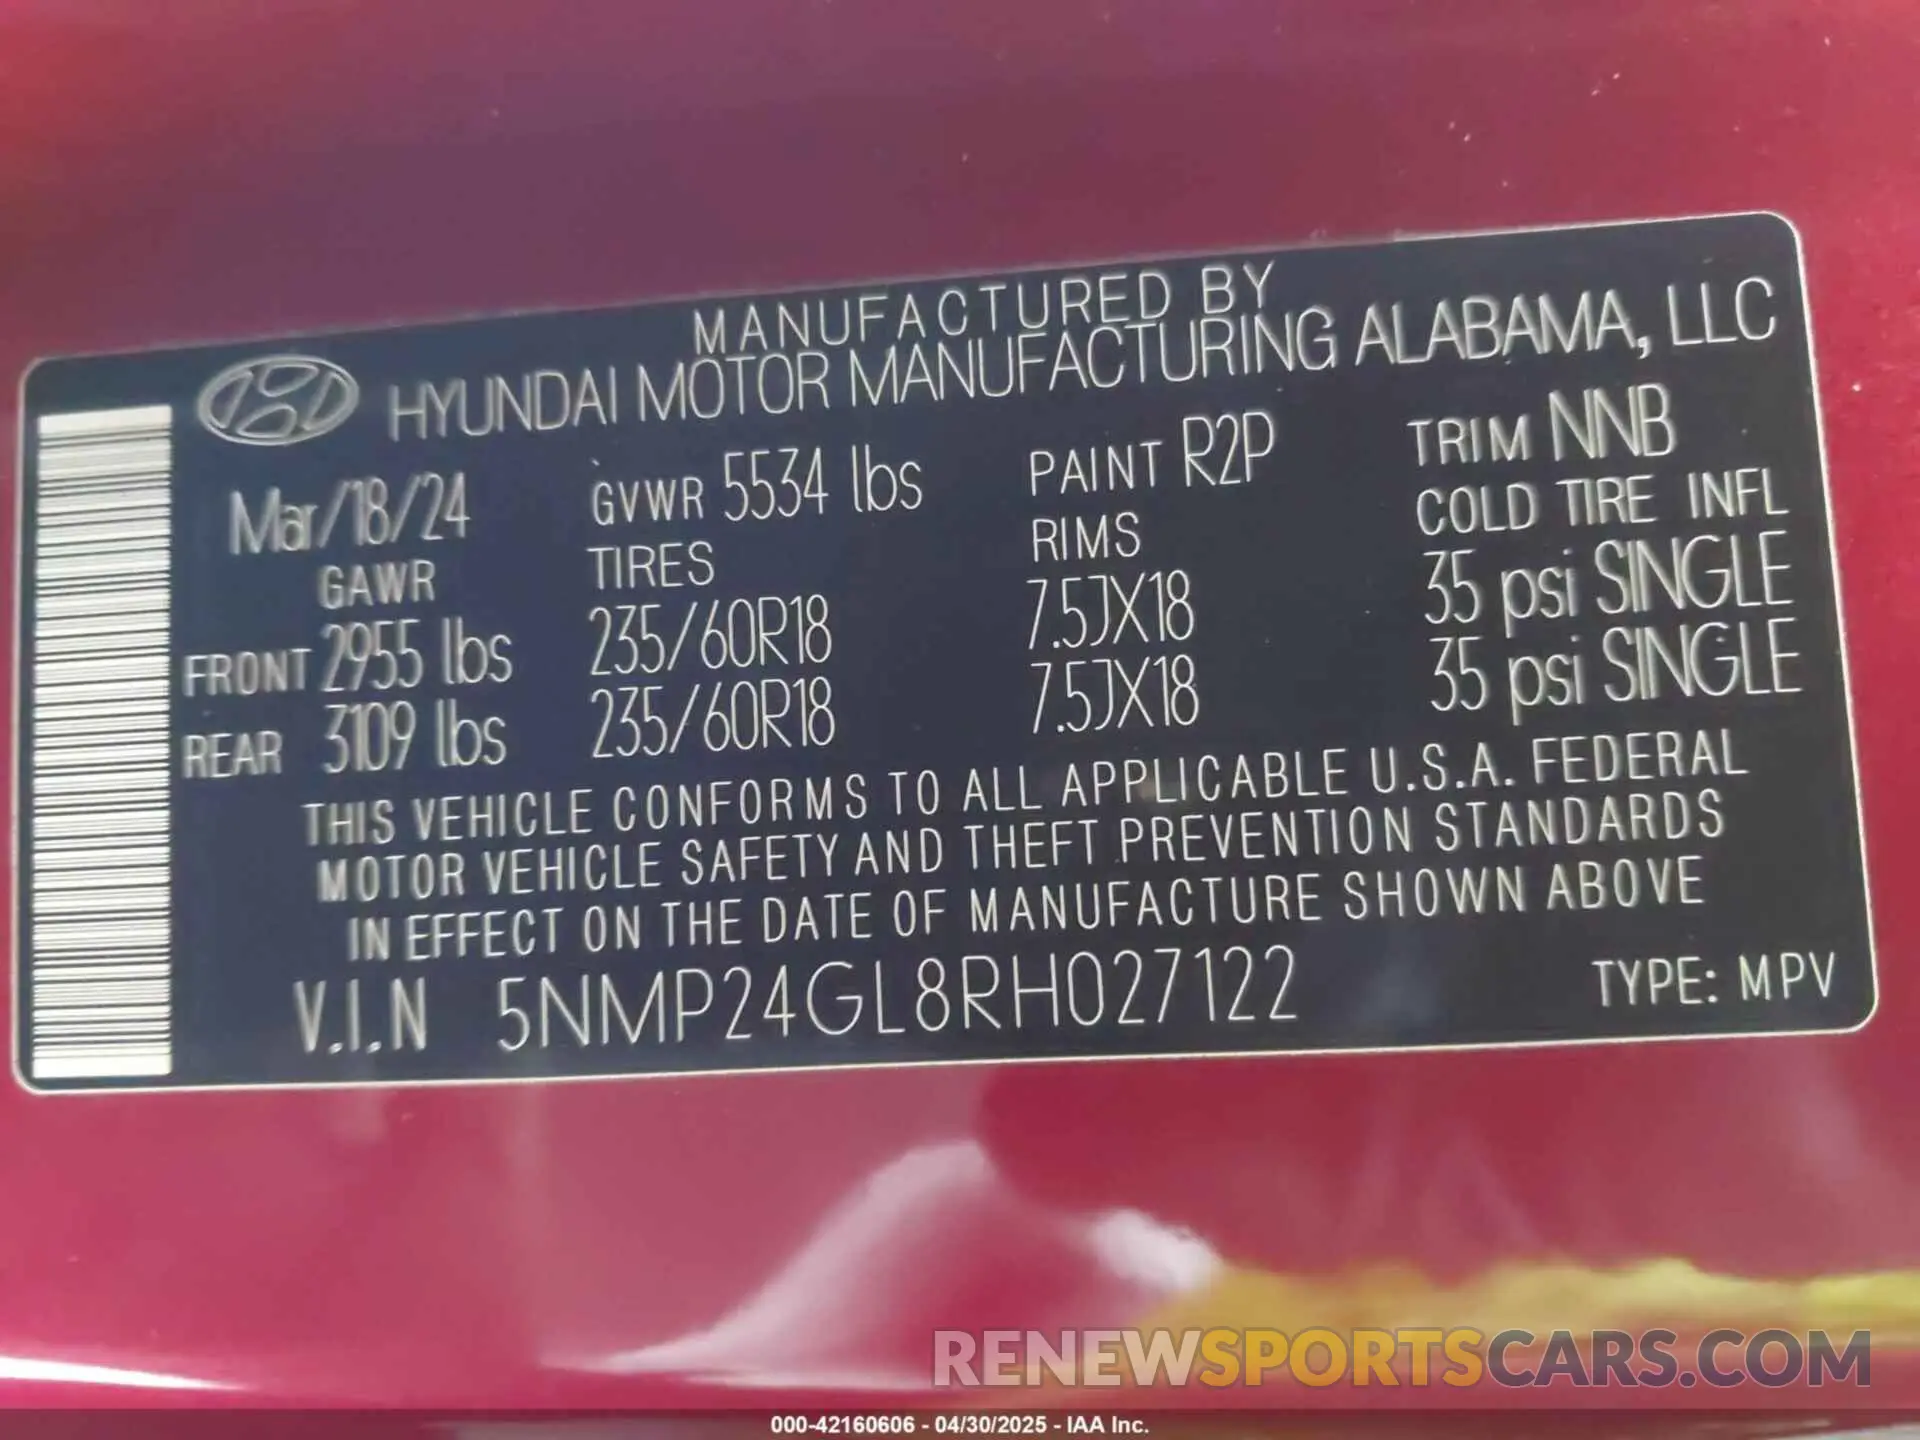 MANUFACTURED BY
HYUNDAI MOTOR MANUFACTURING ALABAMA, LLC
Mar/18/24 GVWR 5534 lbs PAINT R2P TRIM NNB
GAWR TIRES RIMS COLD TIRE INFL
FRONT 2955 lbs 235/60R18 7.5JX18 35 psi SINGLE
REAR 3109 lbs 235/60R18 7.5JX18 35 psi SINGLE
THIS VEHICLE CONFORMS TO ALL APPLICABLE U.S.A. FEDERAL
MOTOR VEHICLE SAFETY AND THEFT PREVENTION STANDARDS
IN EFFECT ON THE DATE OF MANUFACTURE SHOWN ABOVE
V.I.N 5NMP24GL8RH027122 TYPE: MPV
RENEWSPORTSCARS.COM
000-42160606 - 04/30/2025 - IAA Inc.